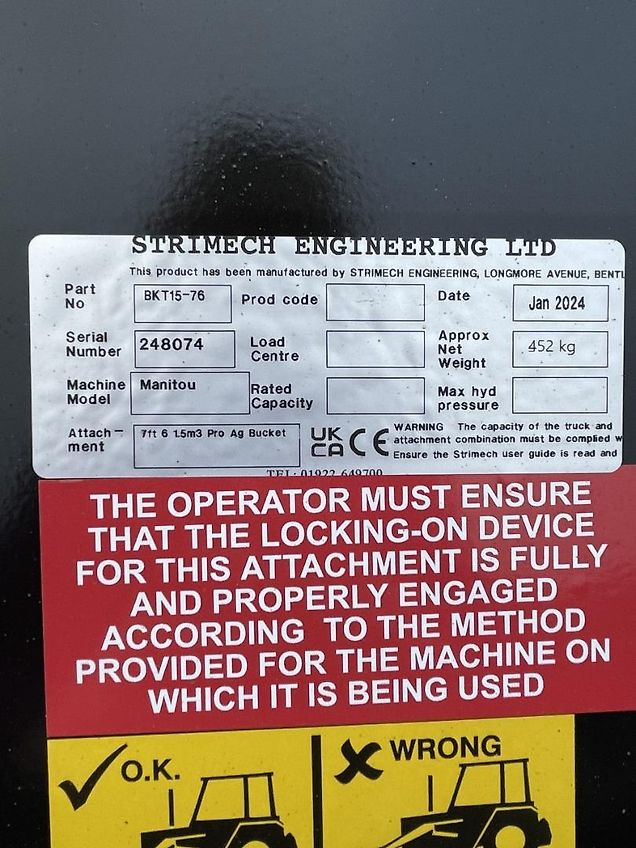 STRIMECH ENGINEERING LTD
This product has been manufactured by STRIMECH ENGINEERING, LONGMORE AVENUE, BENTL
Part No BKT15-76 Prod code Date Jan 2024
Serial Number 248074 Load Centre Approx Net Weight 452 kg
Machine Model Manitou Rated Capacity Max hyd pressure
Attach-ment 7ft 6 1.5m3 Pro Ag Bucket UK CA CE
WARNING The capacity of the truck and
attachment combination must be complied w
Ensure the Strimech user guide is read and
TEL: 01922 649700
THE OPERATOR MUST ENSURE
THAT THE LOCKING-ON DEVICE
FOR THIS ATTACHMENT IS FULLY
AND PROPERLY ENGAGED
ACCORDING TO THE METHOD
PROVIDED FOR THE MACHINE ON
WHICH IT IS BEING USED
O.K. WRONG